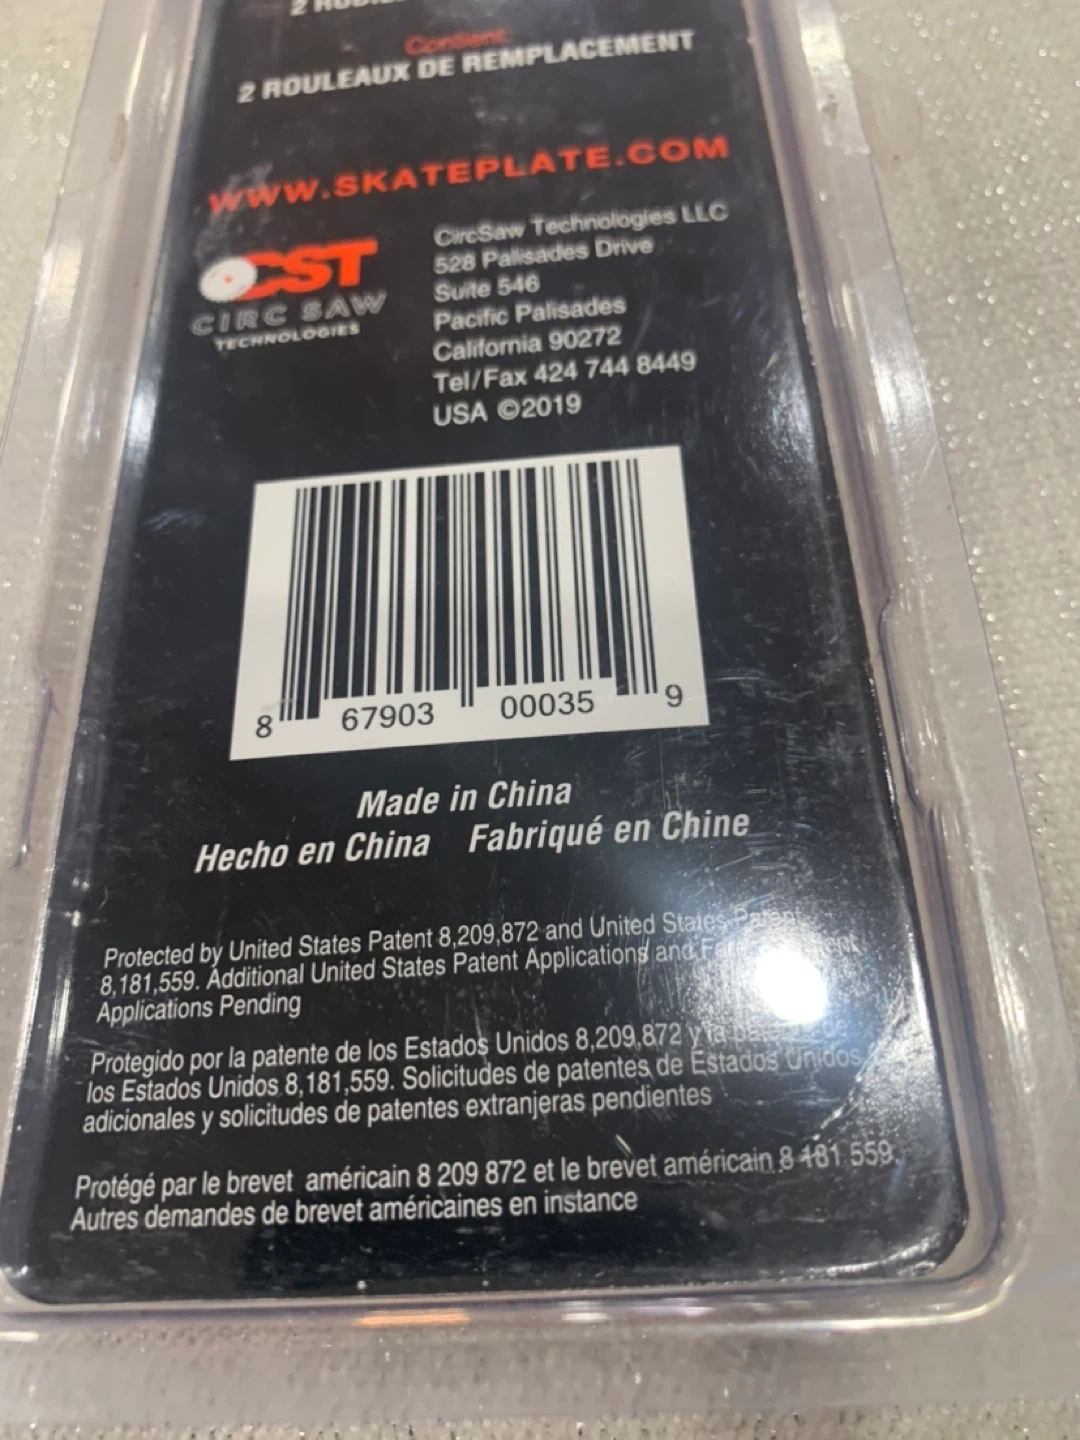 2
Contient
2 ROULEAUX DE REMPLACEMENT
WWW.SKATEPLATE.COM
CST
CIRC SAW
TECHNOLOGIES
CircSaw Technologies LLC
528 Palisades Drive
Suite 546
Pacific Palisades
California 90272
Tel/Fax 424 744 8449
USA ©2019
8 67903 00035 9
Made in China
Hecho en China Fabriqué en Chine
Protected by United States Patent 8,209,872 and United States Patent
8,181,559. Additional United States Patent Applications and
Applications Pending
Protegido por la patente de los Estados Unidos 8,209,872 y la
los Estados Unidos 8,181,559. Solicitudes de patentes de Estados Unidos
adicionales y solicitudes de patentes extranjeras pendientes
Protégé par le brevet américain 8 209 872 et le brevet américain 8 181 559.
Autres demandes de brevet américaines en instance